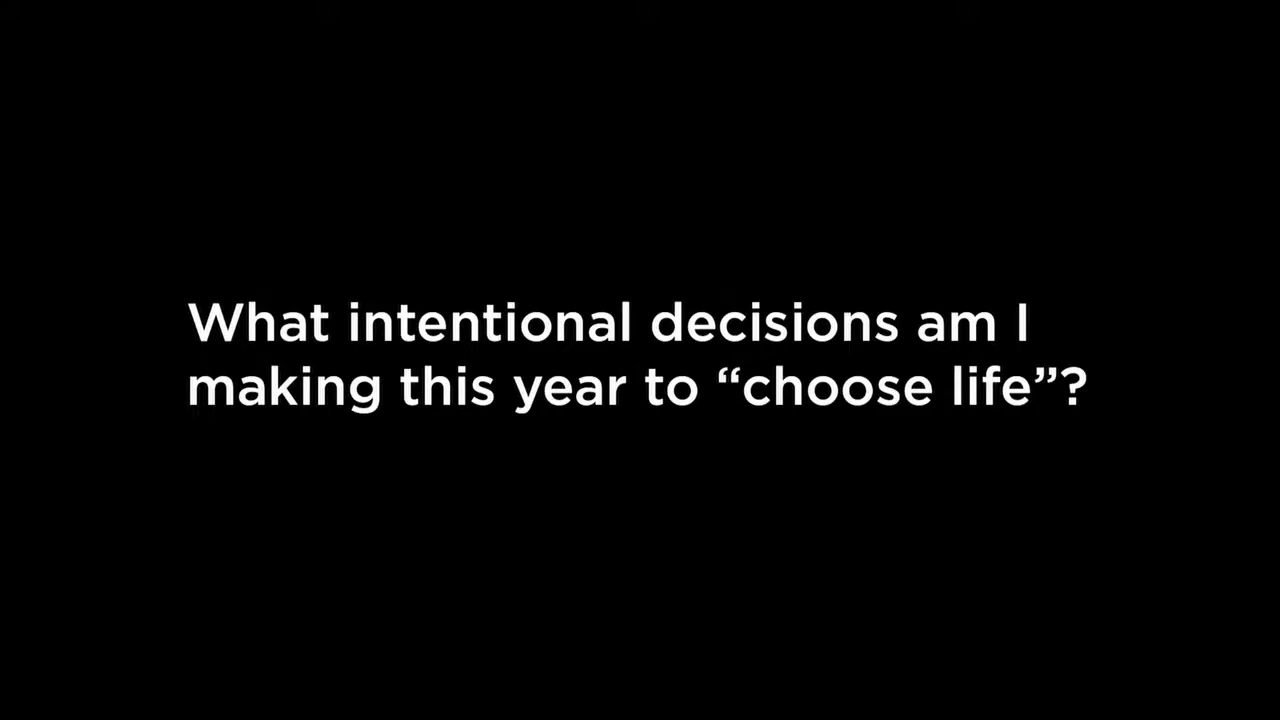 What intentional decisions am I
making this year to “choose life”?